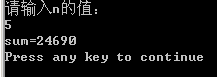 请输入n的值:
5
sum=24690
Press any key to continue